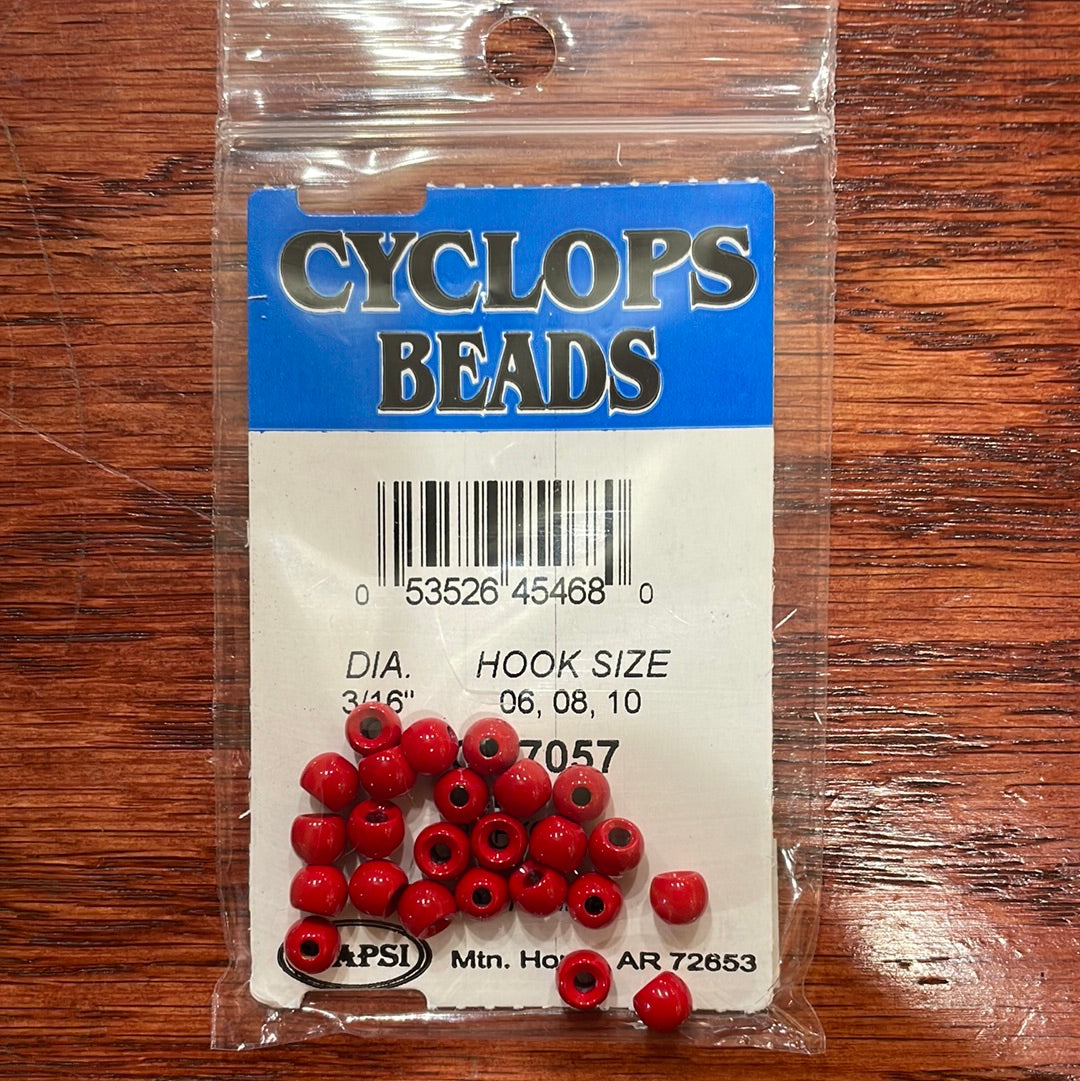 CYCLOPS
BEADS
0 53526 45468 0
DIA. HOOK SIZE
3/16" 06, 08, 10
7057
APSI Mtn. Ho AR 72653